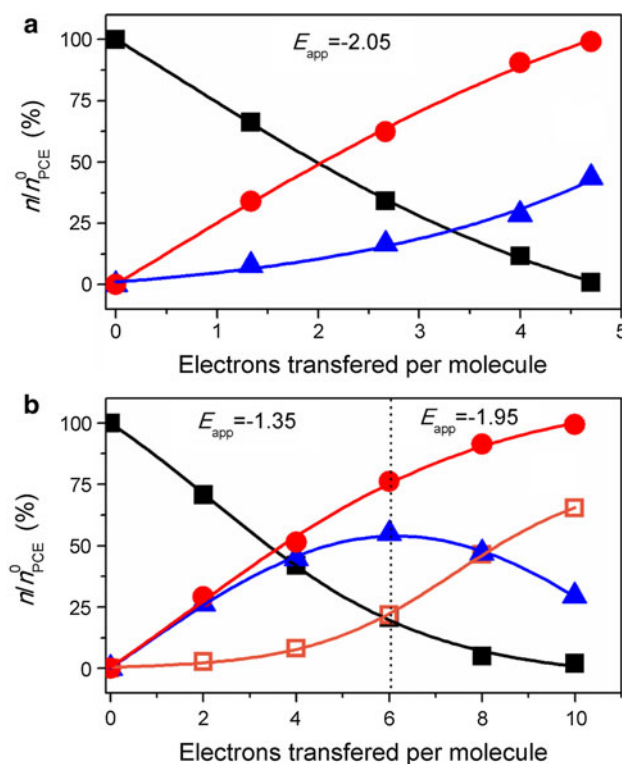 a
E_app=-2.05
100
75
50
25
0
n/n⁰_PCE (%)
0 1 2 3 4 5
Electrons transfered per molecule
b
E_app=-1.35 E_app=-1.95
100
75
50
25
0
n/n⁰_PCE (%)
0 2 4 6 8 10
Electrons transfered per molecule